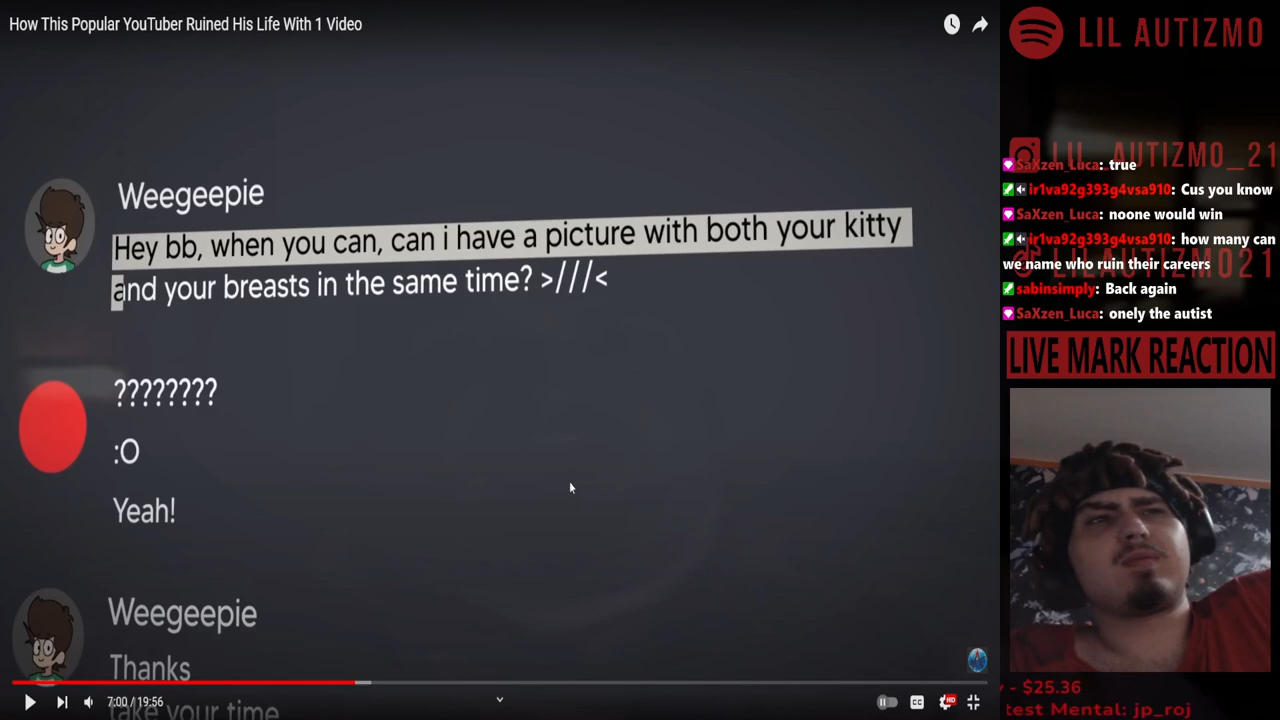 How This Popular YouTuber Ruined His Life With 1 Video
Weegeepie
Hey bb, when you can, can i have a picture with both your kitty
and your breasts in the same time? >///<
????????
:O
Yeah!
Weegeepie
Thanks
take your time
7:00 / 19:56
CC
HD
LIL AUTIZMO
LIL_AUTIZMO_21
SaXzen_Luca: true
ir1va92g393g4vsa910: Cus you know
SaXzen_Luca: noone would win
ir1va92g393g4vsa910: how many can
we name who ruin their careers
LILAUTIZMO21
sabinsimply: Back again
SaXzen_Luca: onely the autist
LIVE MARK REACTION
y - $25.36
test Mental: jp_roj